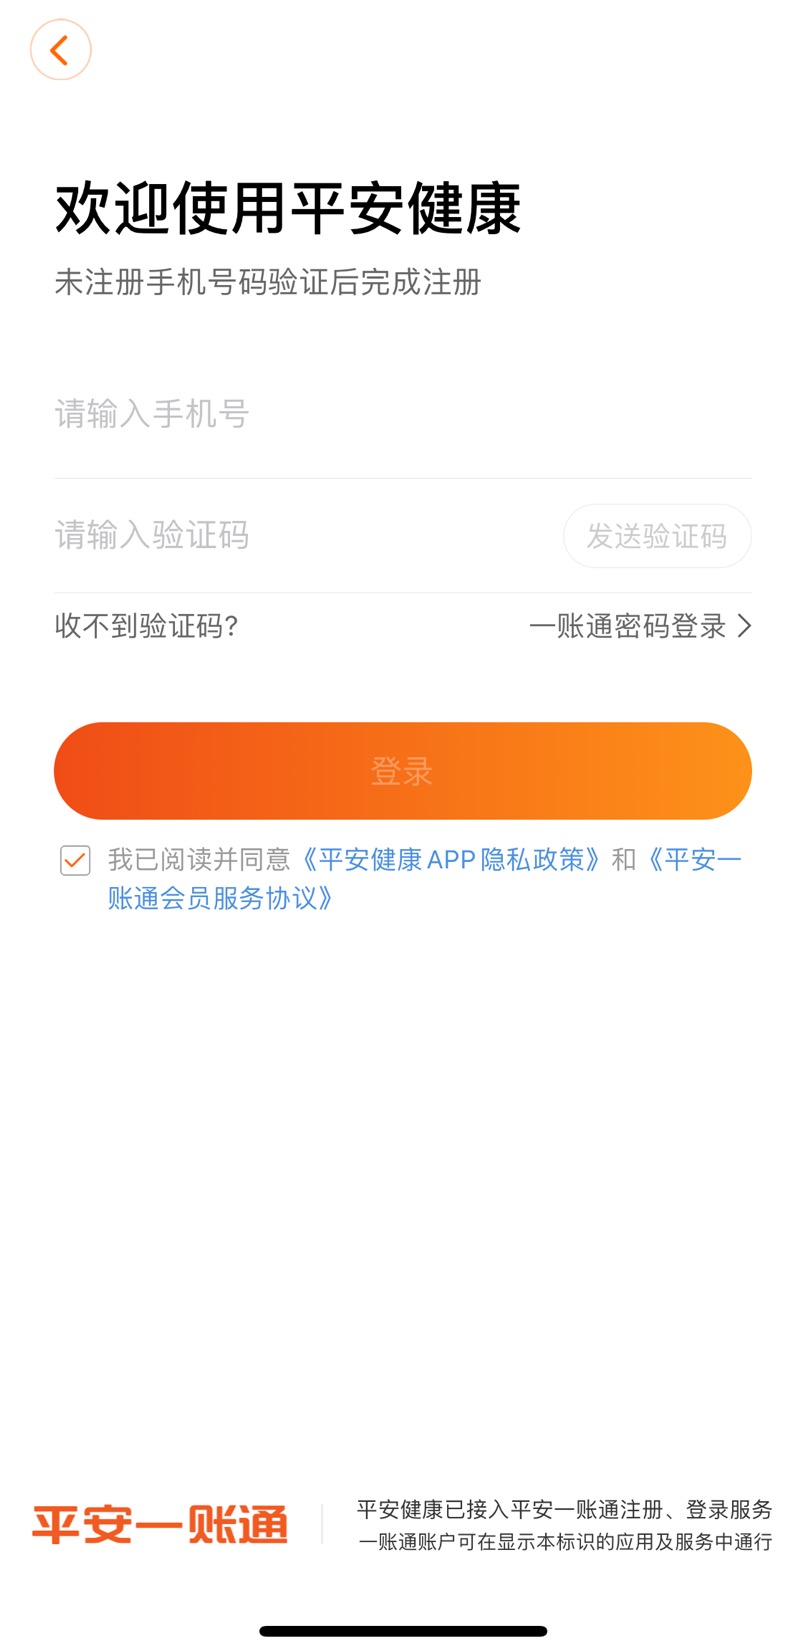 欢迎使用平安健康
未注册手机号码验证后完成注册
请输入手机号
请输入验证码
发送验证码
收不到验证码?
一账通密码登录
登录
我已阅读并同意《平安健康APP隐私政策》和《平安一
账通会员服务协议》
平安一账通
平安健康已接入平安一账通注册、登录服务
一账通账户可在显示本标识的应用及服务中通行